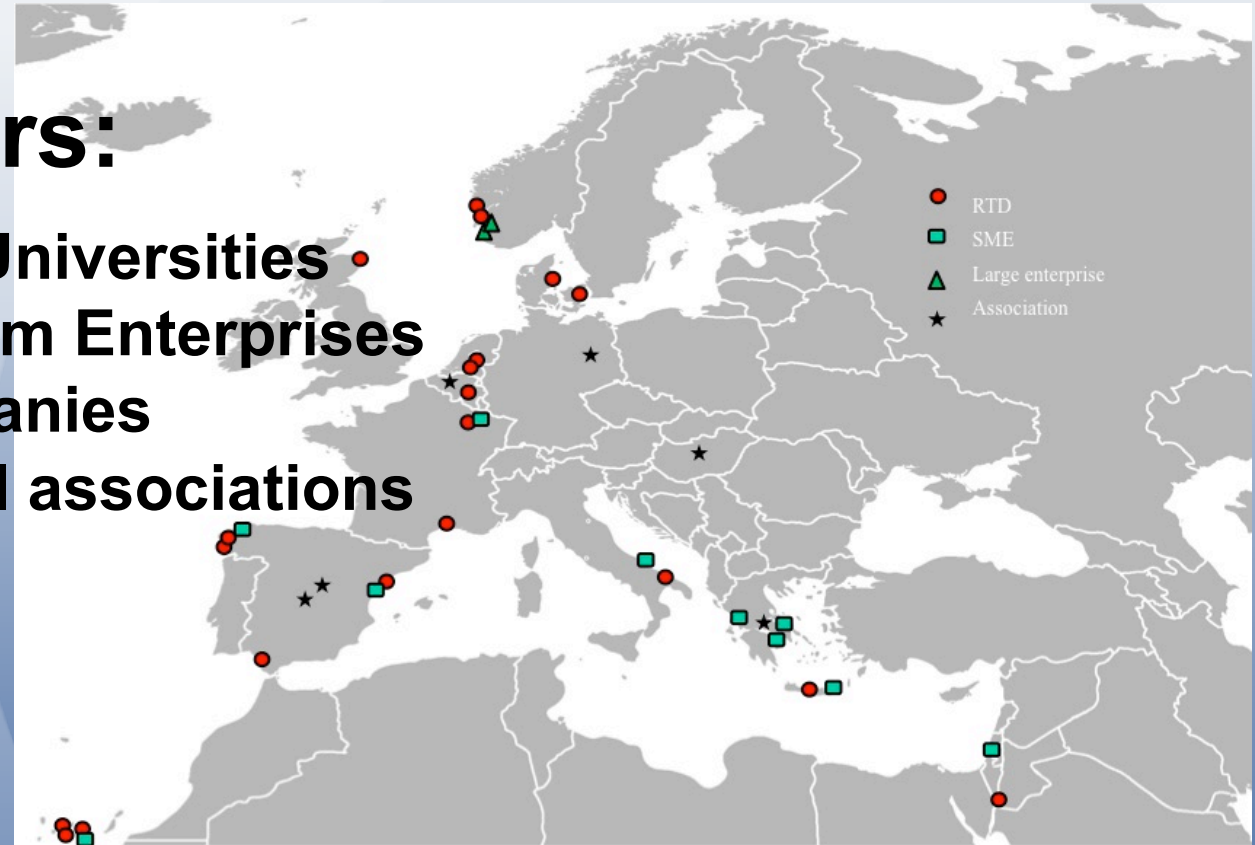 rs:
Universities
m Enterprises
anies
l associations
RTD
SME
Large enterprise
Association